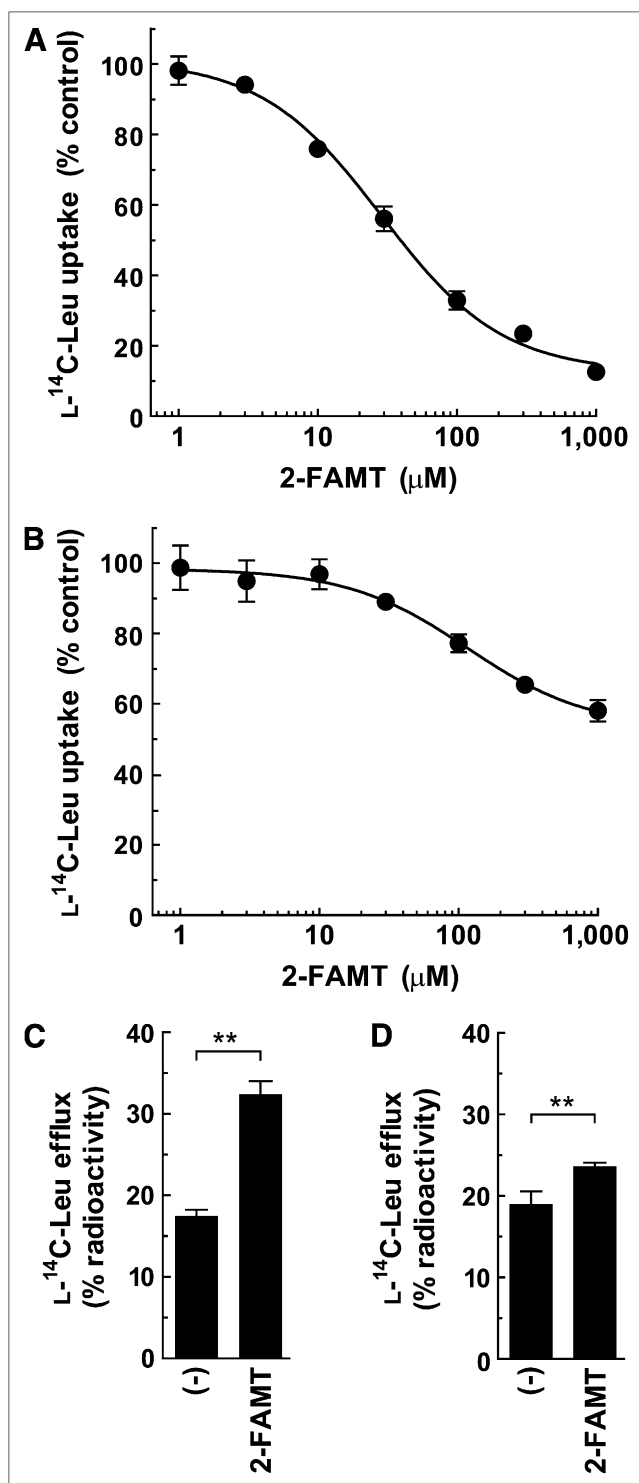 A
L-¹⁴C-Leu uptake (% control)
100
80
60
40
20
0
1 10 100 1,000
2-FAMT (μM)
B
L-¹⁴C-Leu uptake (% control)
100
80
60
40
20
0
1 10 100 1,000
2-FAMT (μM)
C
L-¹⁴C-Leu efflux
(% radioactivity)
40
30
20
10
0
**
(-)
2-FAMT
D
L-¹⁴C-Leu efflux
(% radioactivity)
40
30
20
10
0
**
(-)
2-FAMT